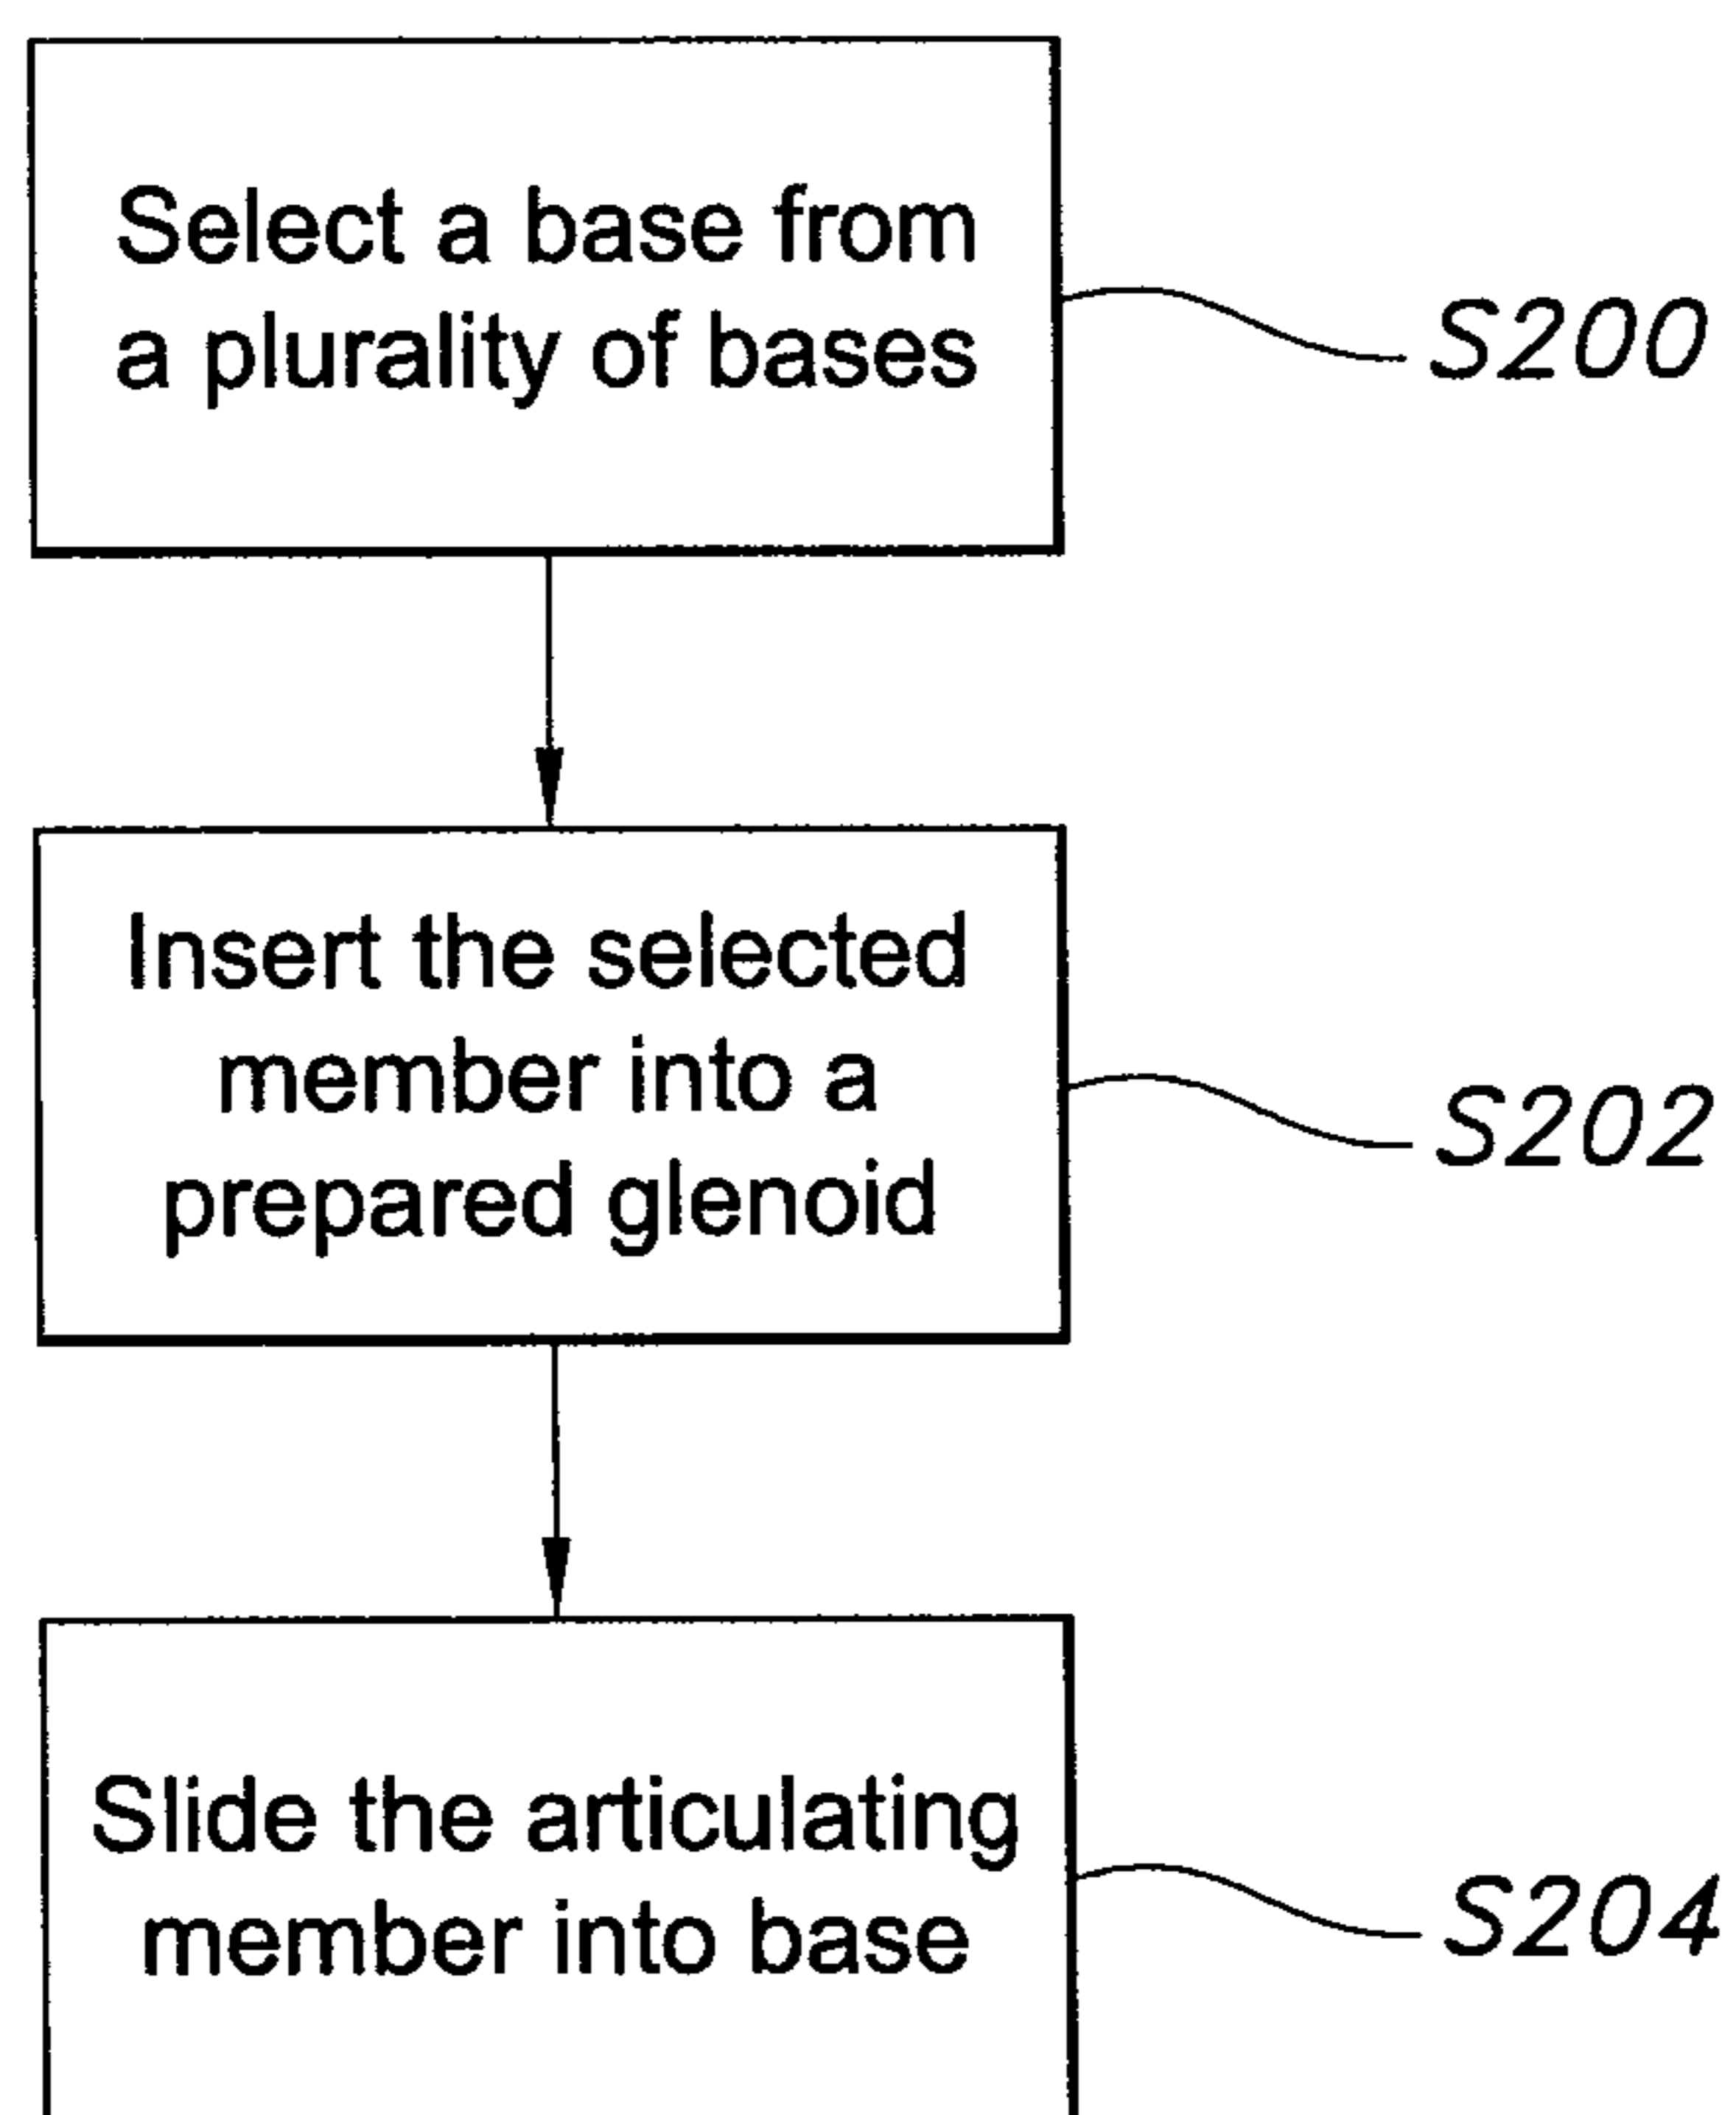 Select a base from
a plurality of bases
S200
Insert the selected
member into a
prepared glenoid
S202
Slide the articulating
member into base
S204